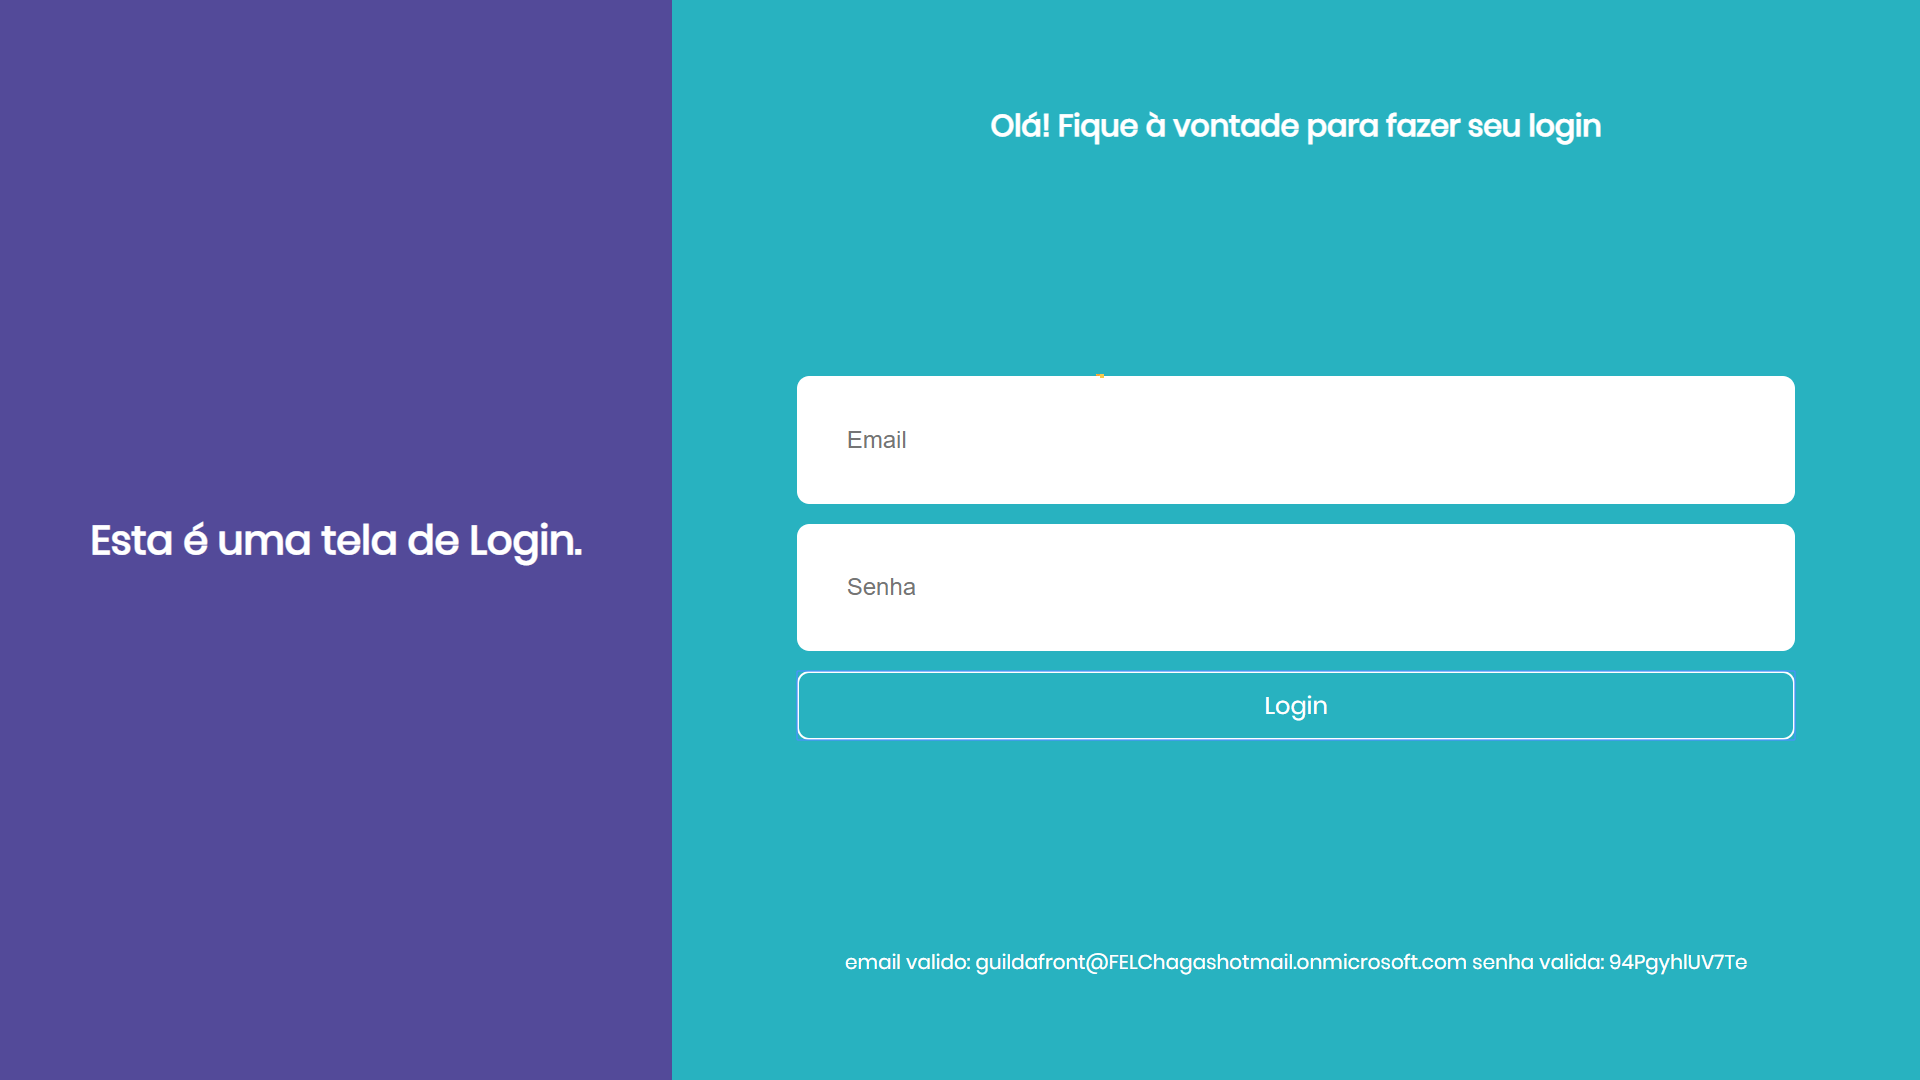 Esta é uma tela de Login.
Olá! Fique à vontade para fazer seu login
Email
Senha
Login
email valido: guildafront@FELChagashotmail.onmicrosoft.com senha valida: 94PgyhlUV7Te